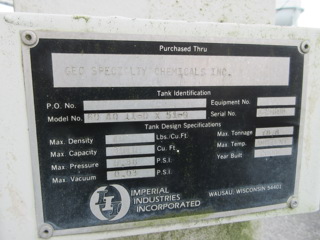 Purchased Thru
GEO SPECIALTY CHEMICALS INC.
Tank Identification
P.O. No. Equipment No.
Model No. Serial No.
Tank Design Specifications
Max. Density Lbs./Cu.Ft. Max. Tonnage
Max. Capacity Cu. Ft. Max. Temp.
Max. Pressure P.S.I. Year Built
Max. Vacuum P.S.I.
IMPERIAL
INDUSTRIES
INCORPORATED
WAUSAU, WISCONSIN 54401